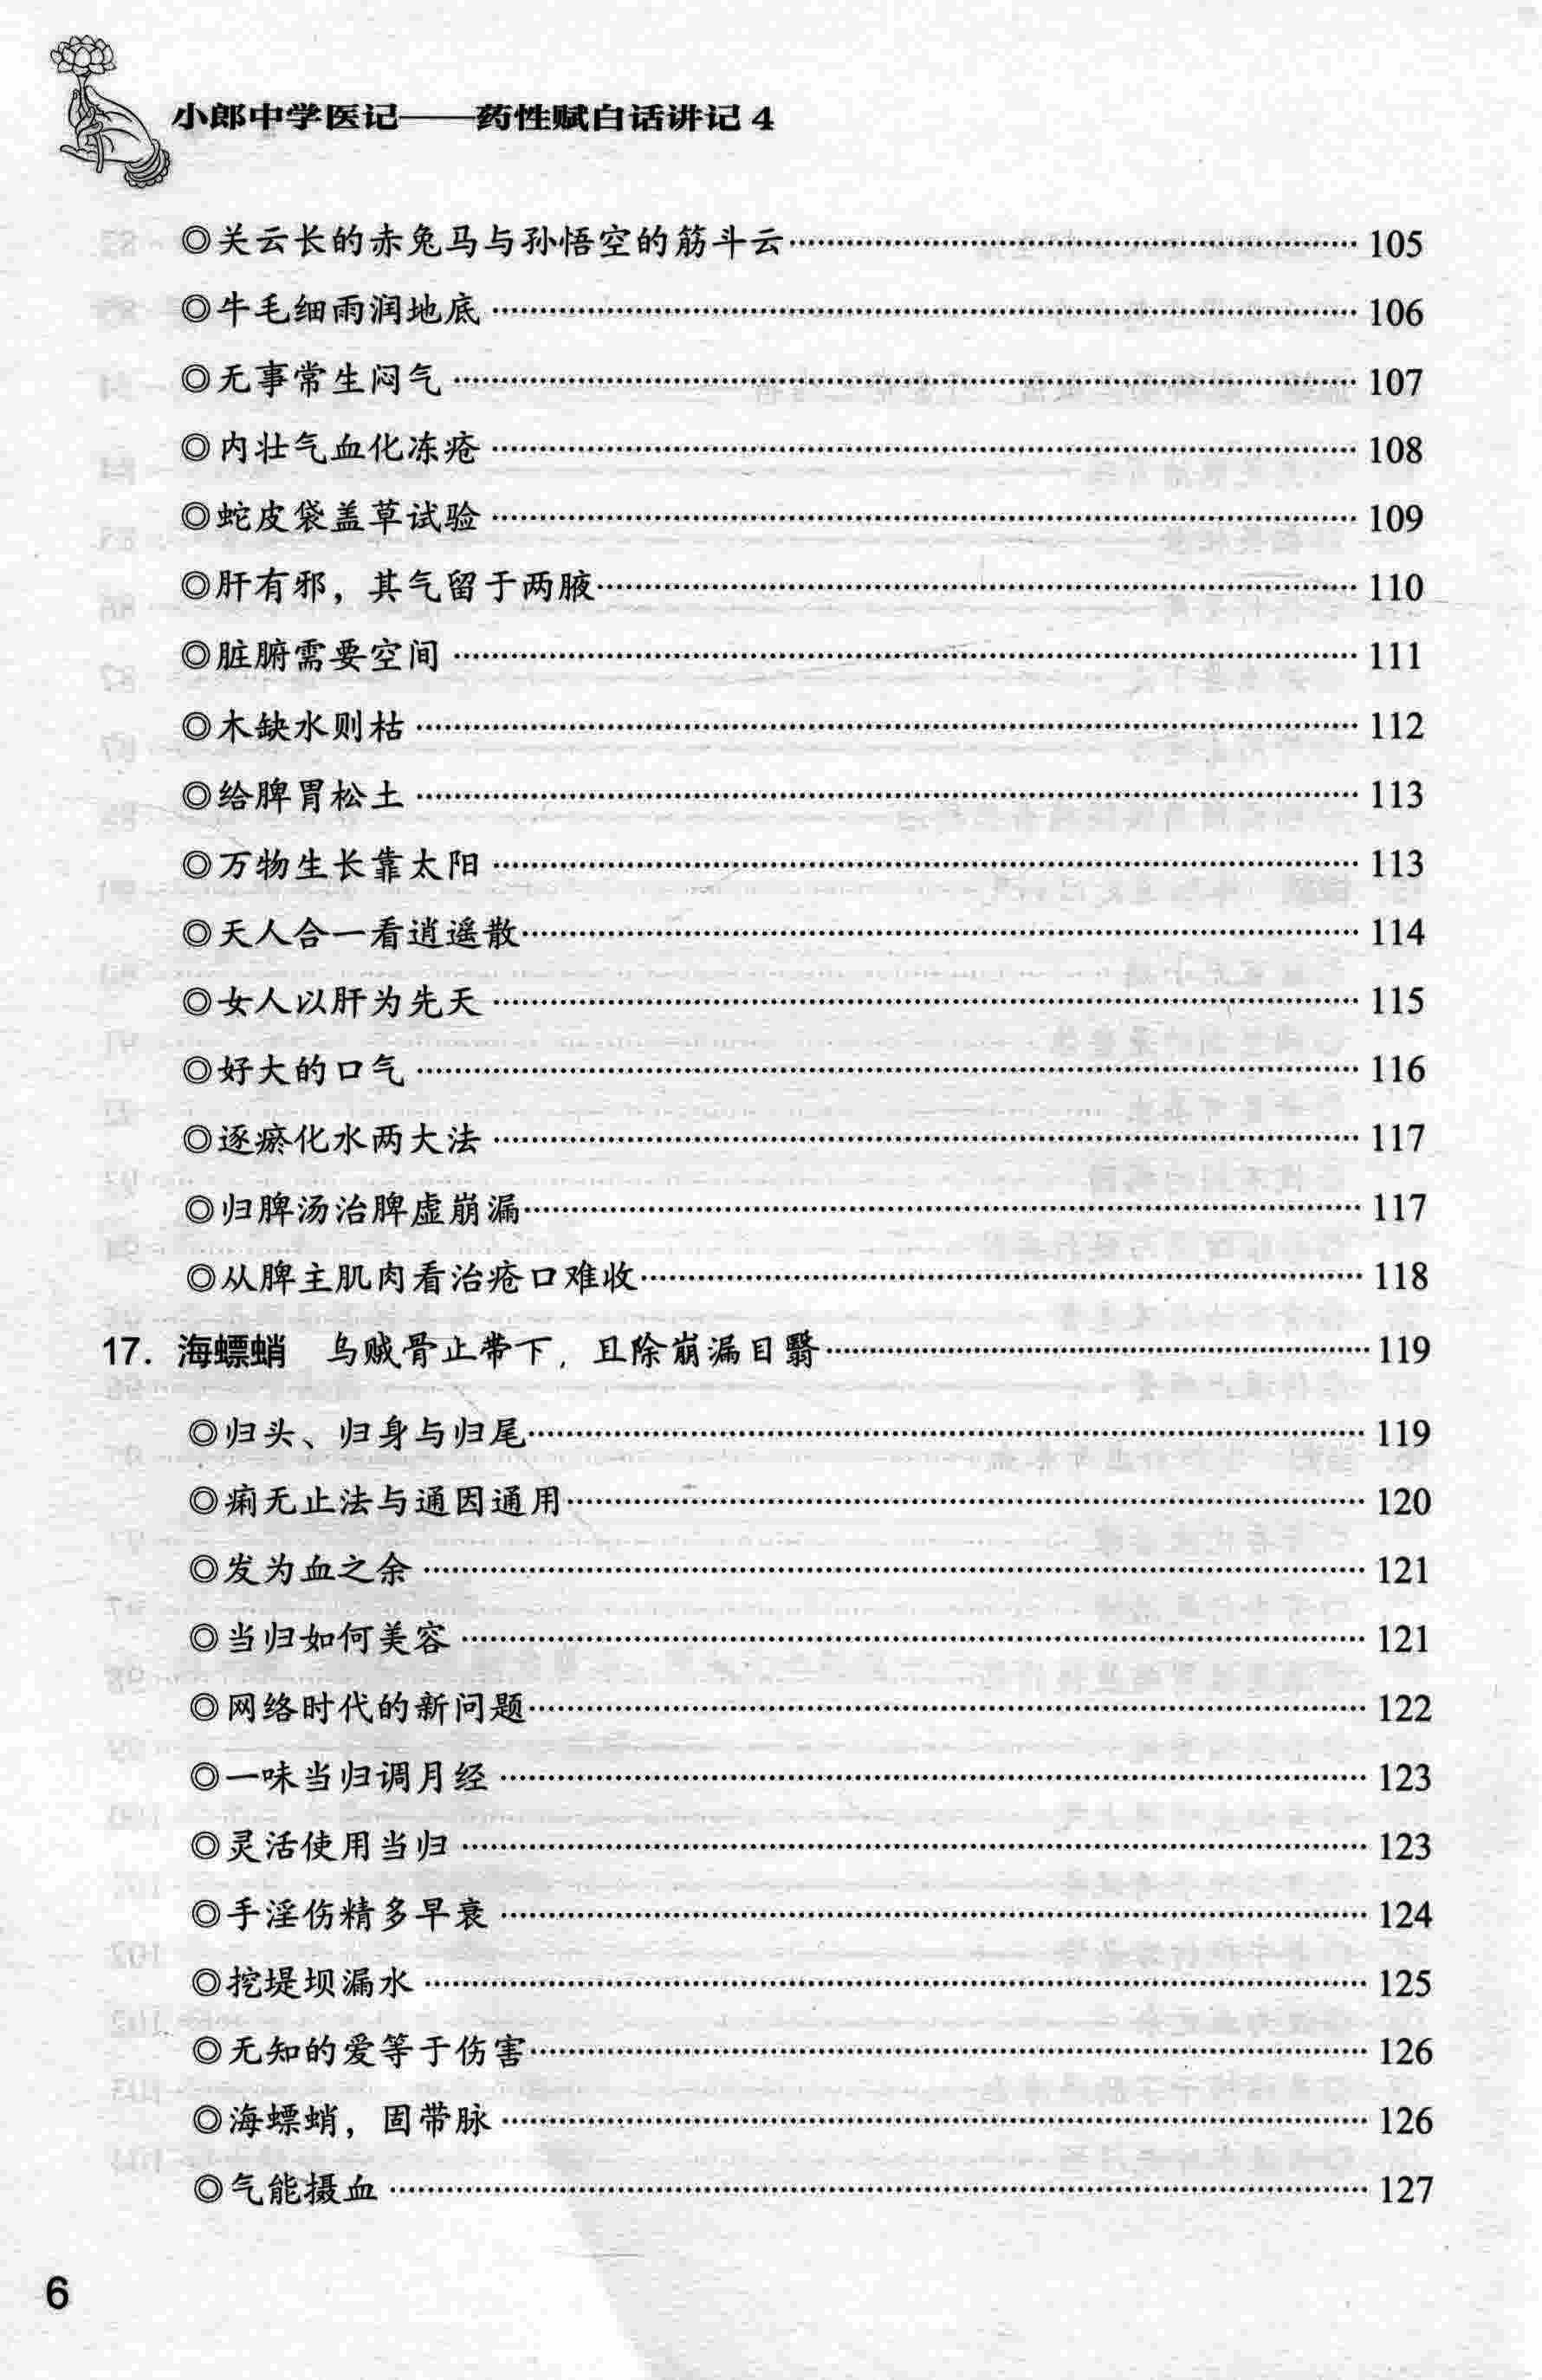 小郎中学医记——药性赋白话讲记 4
◎关云长的赤兔马与孙悟空的筋斗云 105
◎牛毛细雨润地底 106
◎无事常生闷气 107
◎内壮气血化冻疮 108
◎蛇皮袋盖草试验 109
◎肝有邪，其气留于两腋 110
◎脏腑需要空间 111
◎木缺水则枯 112
◎给脾胃松土 113
◎万物生长靠太阳 113
◎天人合一看逍遥散 114
◎女人以肝为先天 115
◎好大的口气 116
◎逐瘀化水两大法 117
◎归脾汤治脾虚崩漏 117
◎从脾主肌肉看治疮口难收 118
17. 海螵蛸 乌贼骨止带下，且除崩漏目翳 119
◎归头、归身与归尾 119
◎痢无止法与通因通用 120
◎发为血之余 121
◎当归如何美容 121
◎网络时代的新问题 122
◎一味当归调月经 123
◎灵活使用当归 123
◎手淫伤精多早衰 124
◎挖堤坝漏水 125
◎无知的爱等于伤害 126
◎海螵蛸，固带脉 126
◎气能摄血 127
6